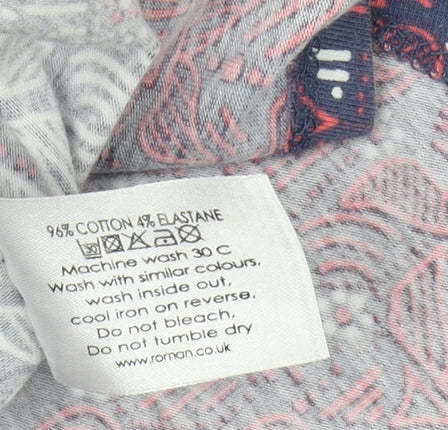 96% COTTON 4% ELASTANE
30
Machine wash 30 C
Wash with similar colours,
wash inside out,
cool iron on reverse,
Do not bleach,
Do not tumble dry
www.roman.co.uk